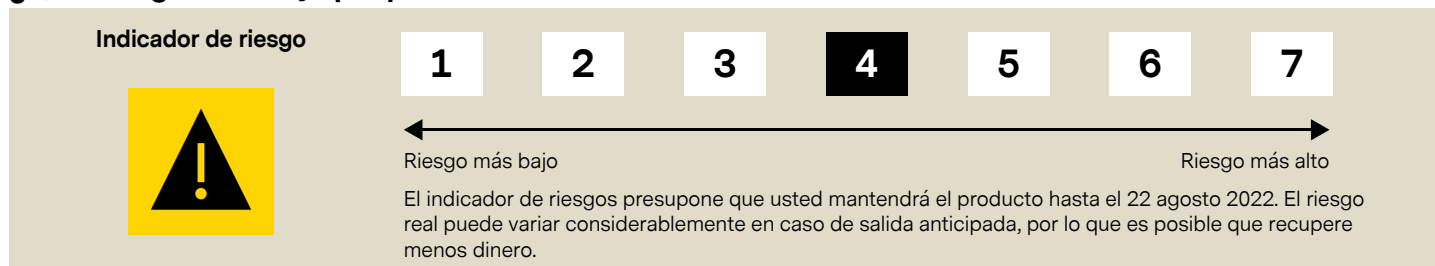 Indicador de riesgo
1 2 3 4 5 6 7
Riesgo más bajo Riesgo más alto
El indicador de riesgos presupone que usted mantendrá el producto hasta el 22 agosto 2022. El riesgo
real puede variar considerablemente en caso de salida anticipada, por lo que es posible que recupere
menos dinero.